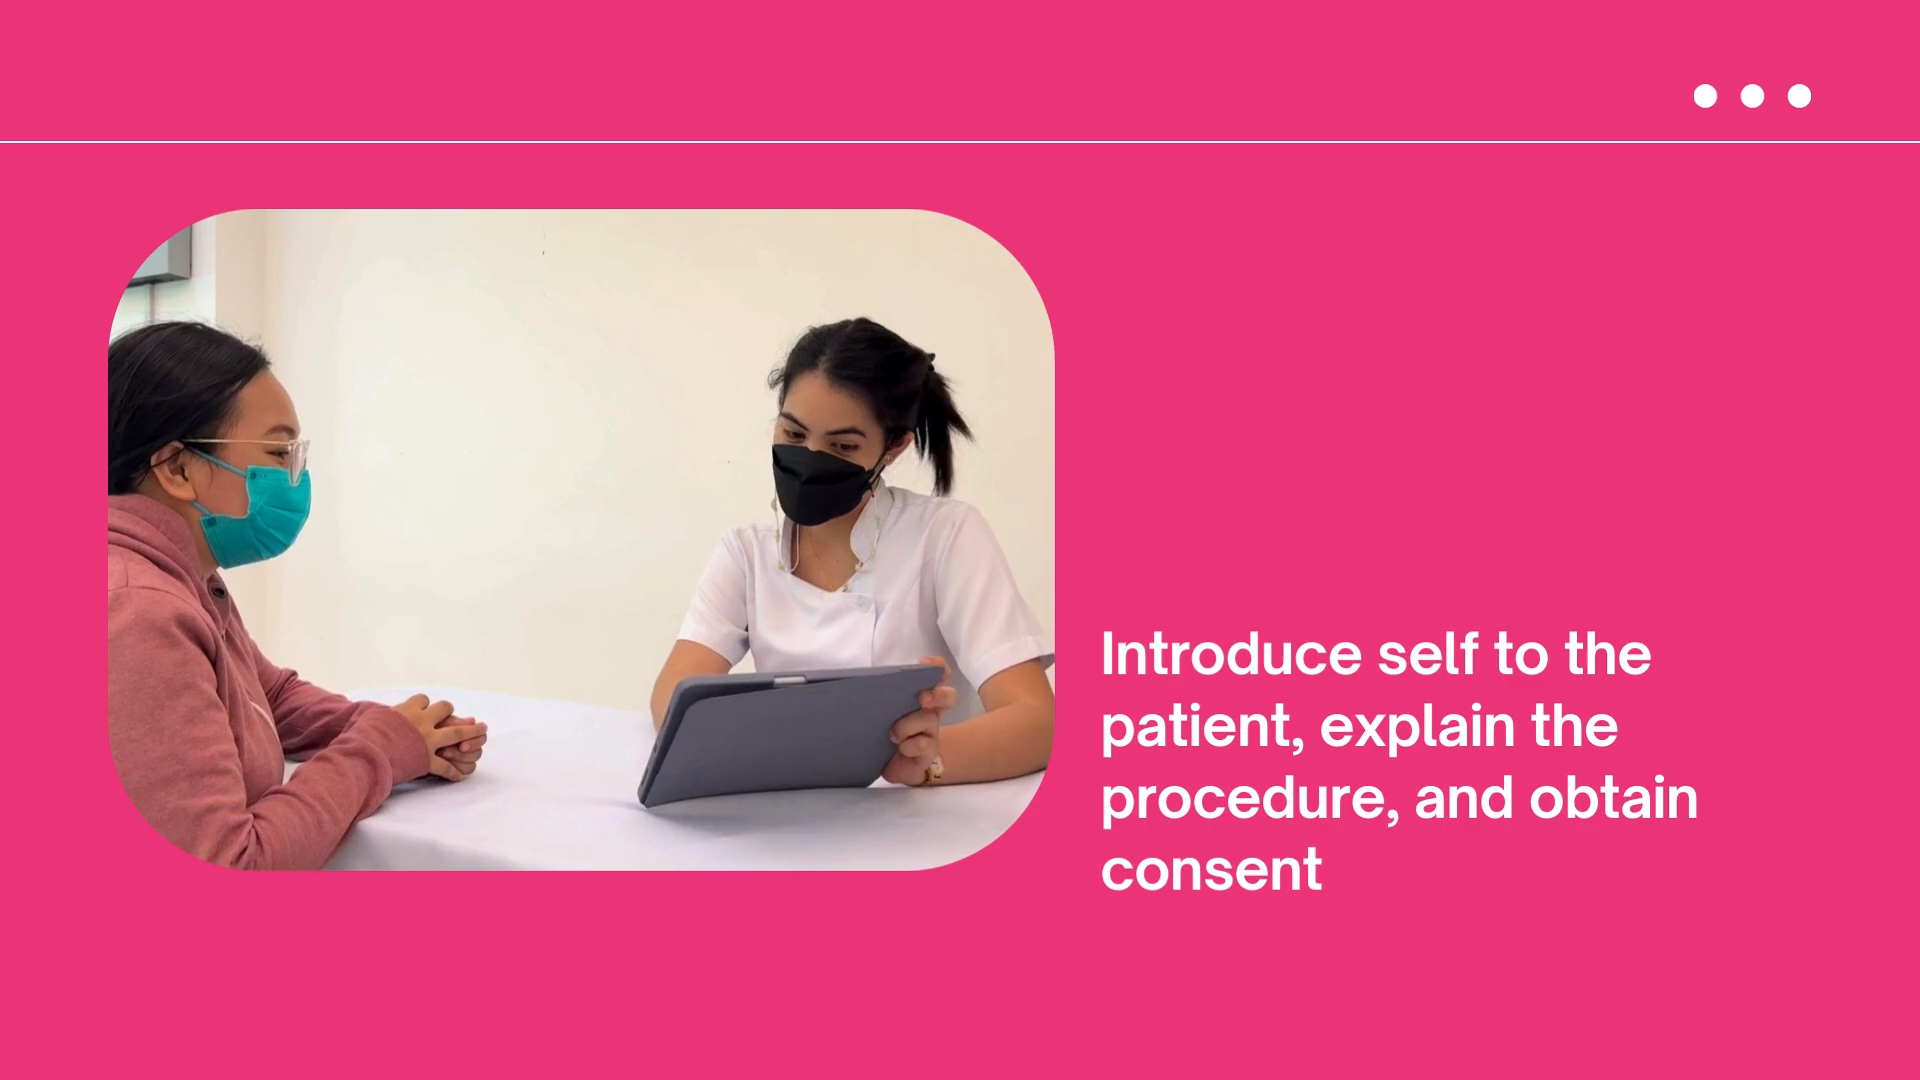 Introduce self to the
patient, explain the
procedure, and obtain
consent